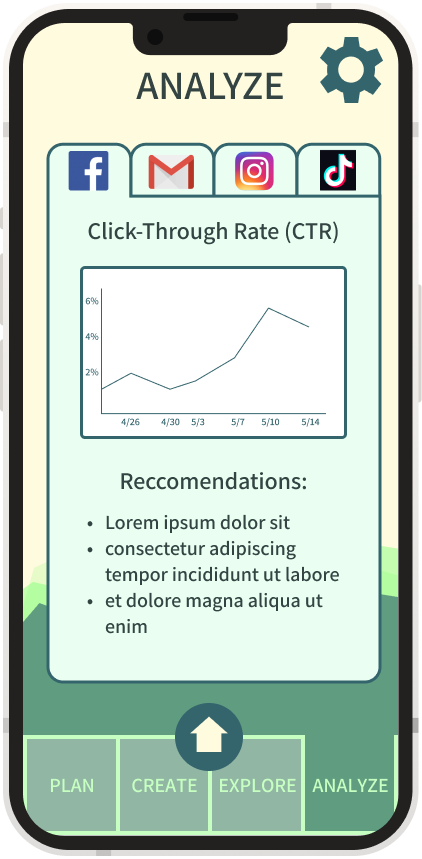 ANALYZE
Click-Through Rate (CTR)
6%
4%
2%
4/26 4/30 5/3 5/7 5/10 5/14
Reccomendations:
• Lorem ipsum dolor sit
• consectetur adipiscing
tempor incididunt ut labore
• et dolore magna aliqua ut
enim
PLAN CREATE EXPLORE ANALYZE